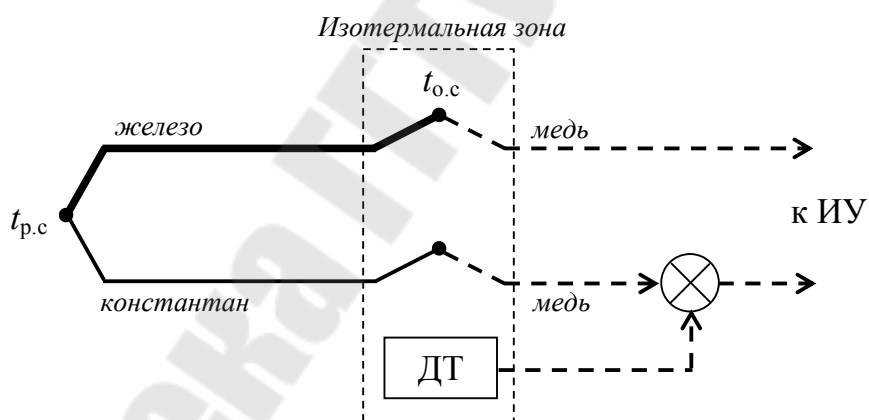 Изотермальная зона
tо.с
железо
медь
tр.с
к ИУ
константан
медь
ДТ